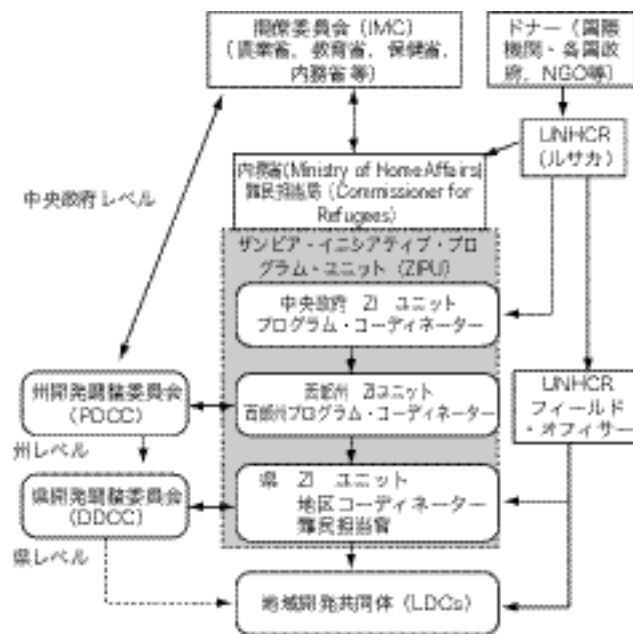 閣僚委員会 (IMC)
(農業省, 教育省, 保健省,
内務省等)
ドナー (国際
機関・各国政
府, NGO等)
UNHCR
(ルサカ)
内務省(Ministry of Home Affairs)
難民担当局 (Commissioner for
Refugees)
中央政府レベル
ザンビア・イニシアティブ・プロ
グラム・ユニット (ZIPU)
中央政府 ZI ユニット
プログラム・コーディネーター
州開発調整委員会
(PDCC)
西部州 ZIユニット
西部州プログラム・コーディネーター
UNHCR
フィールド
・オフィサー
州レベル
県開発調整委員会
(DDCC)
県 ZI ユニット
地区コーディネーター
難民担当官
県レベル
地域開発共同体 (LDCs)